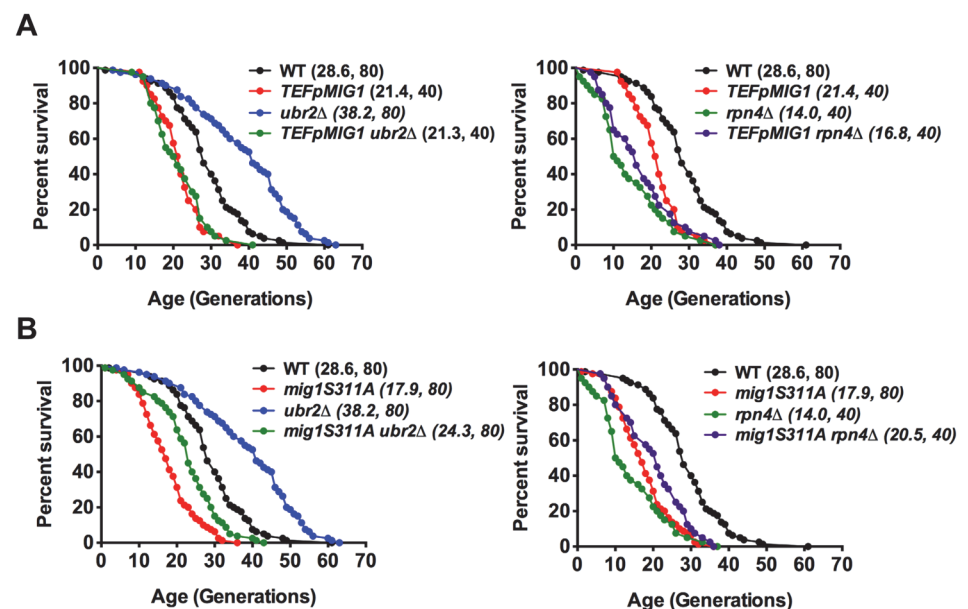 A
100
80
60
40
20
0
Percent survival
0 10 20 30 40 50 60 70
Age (Generations)
WT (28.6, 80)
TEFpMIG1 (21.4, 40)
ubr2Δ (38.2, 80)
TEFpMIG1 ubr2Δ (21.3, 40)
100
80
60
40
20
0
Percent survival
0 10 20 30 40 50 60 70
Age (Generations)
WT (28.6, 80)
TEFpMIG1 (21.4, 40)
rpn4Δ (14.0, 40)
TEFpMIG1 rpn4Δ (16.8, 40)
B
100
80
60
40
20
0
Percent survival
0 10 20 30 40 50 60 70
Age (Generations)
WT (28.6, 80)
mig1S311A (17.9, 80)
ubr2Δ (38.2, 80)
mig1S311A ubr2Δ (24.3, 80)
100
80
60
40
20
0
Percent survival
0 10 20 30 40 50 60 70
Age (Generations)
WT (28.6, 80)
mig1S311A (17.9, 80)
rpn4Δ (14.0, 40)
mig1S311A rpn4Δ (20.5, 40)